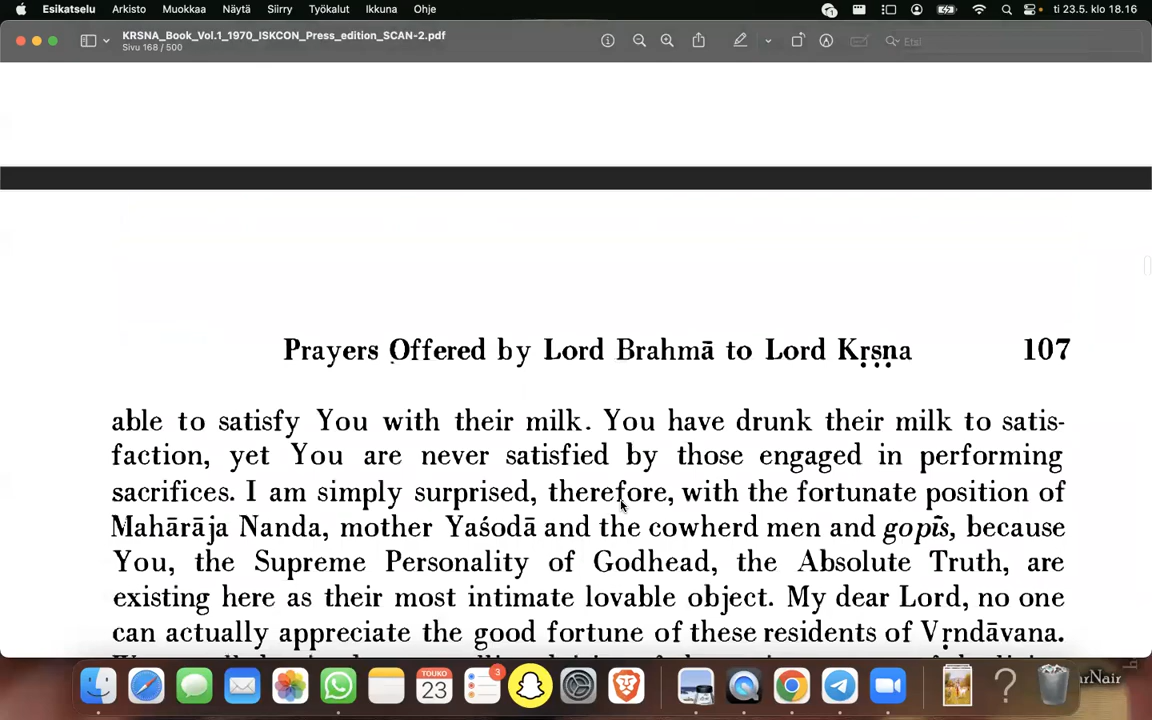 Esikatselu Arkisto Muokkaa Näytä Siirry Työkalut Ikkuna Ohje ti 23.5. klo 18.16
KRSNA_Book_Vol.1_1970_ISKCON_Press_edition_SCAN-2.pdf
Sivu 168 / 500
Etsi
Prayers Offered by Lord Brahmā to Lord Kṛṣṇa 107
able to satisfy You with their milk. You have drunk their milk to satis-
faction, yet You are never satisfied by those engaged in performing
sacrifices. I am simply surprised, therefore, with the fortunate position of
Mahārāja Nanda, mother Yaśodā and the cowherd men and gopīs, because
You, the Supreme Personality of Godhead, the Absolute Truth, are
existing here as their most intimate lovable object. My dear Lord, no one
can actually appreciate the good fortune of these residents of Vṛndāvana.
TOUKO
23
3
arNair